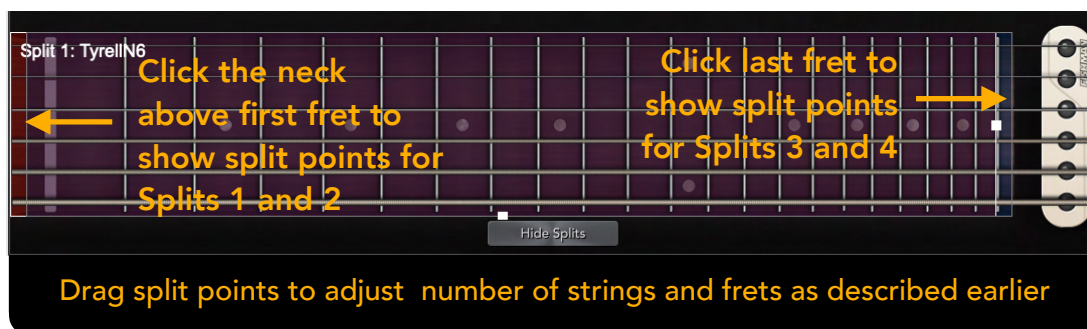 Split 1: TyrellN6
Click the neck
above first fret to
show split points for
Splits 1 and 2
Click last fret to
show split points
for Splits 3 and 4
FISHMAN
Hide Splits
Drag split points to adjust  number of strings and frets as described earlier